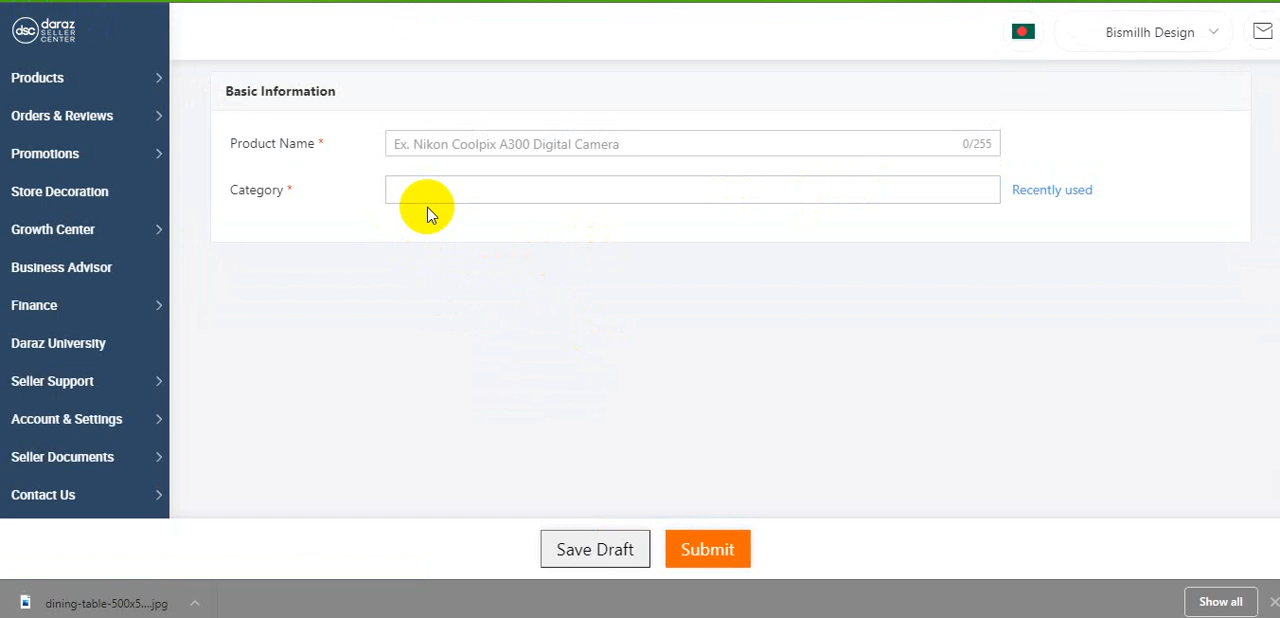 dsc daraz
SELLER
CENTER
Bismillh Design
Products
Orders & Reviews
Promotions
Store Decoration
Growth Center
Business Advisor
Finance
Daraz University
Seller Support
Account & Settings
Seller Documents
Contact Us
Basic Information
Product Name *
Ex. Nikon Coolpix A300 Digital Camera
0/255
Category *
Recently used
Save Draft
Submit
dining-table-500x5....jpg
Show all